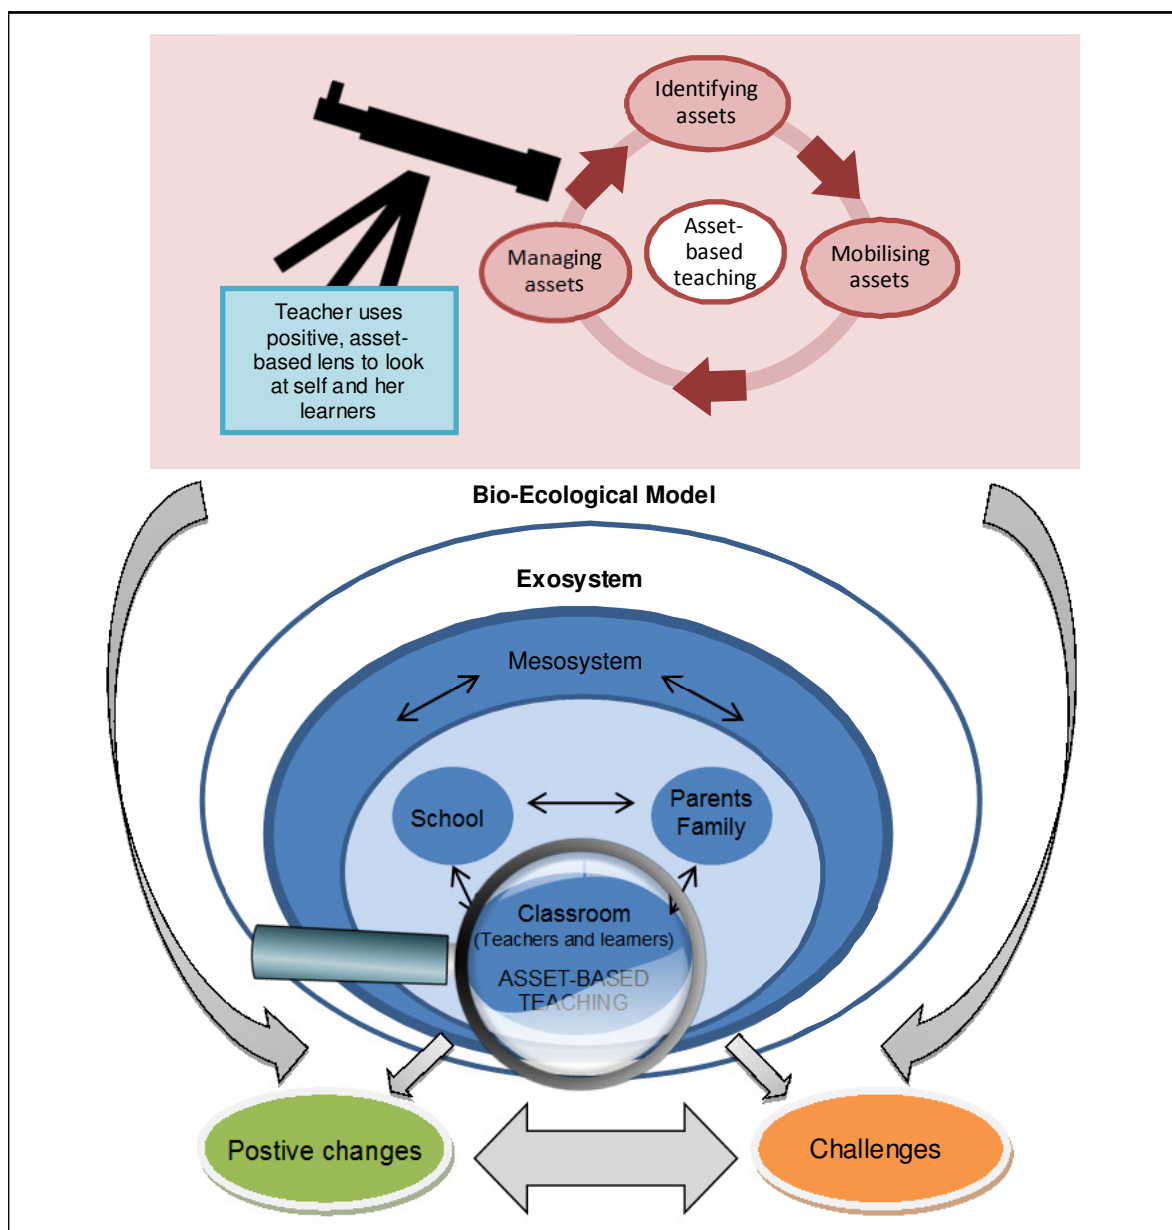 Identifying
assets
Asset-
based
teaching
Managing
assets
Mobilising
assets
Teacher uses
positive, asset-
based lens to look
at self and her
learners
Bio-Ecological Model
Exosystem
Mesosystem
School
Parents
Family
Classroom
(Teachers and learners)
ASSET-BASED
TEACHING
Postive changes
Challenges